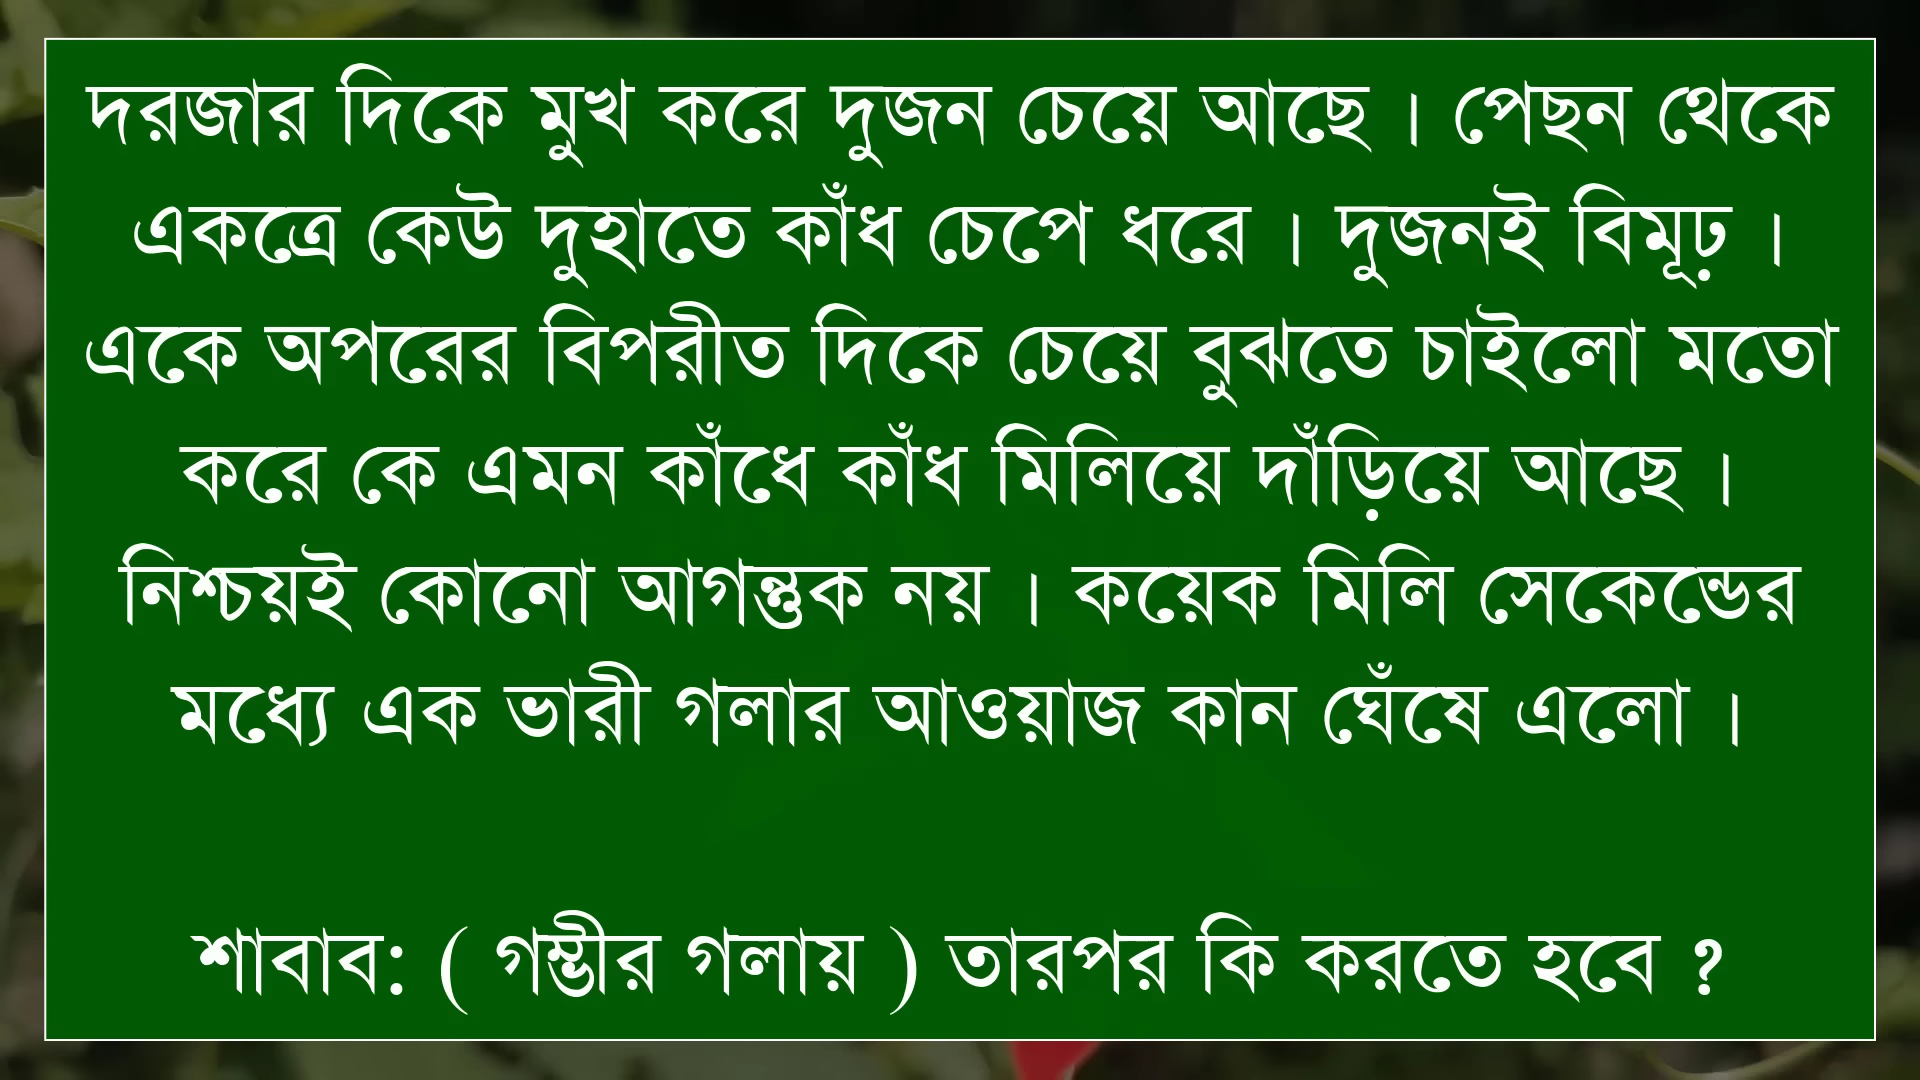 দরজার দিকে মুখ করে দুজন চেয়ে আছে । পেছন থেকে
একত্রে কেউ দুহাতে কাঁধ চেপে ধরে । দুজনই বিমূঢ় ।
একে অপরের বিপরীত দিকে চেয়ে বুঝতে চাইলো মতো
করে কে এমন কাঁধে কাঁধ মিলিয়ে দাঁড়িয়ে আছে ।
নিশ্চয়ই কোনো আগন্তুক নয় । কয়েক মিলি সেকেন্ডের
মধ্যে এক ভারী গলার আওয়াজ কান ঘেঁষে এলো ।
শাবাব: ( গম্ভীর গলায় ) তারপর কি করতে হবে ?